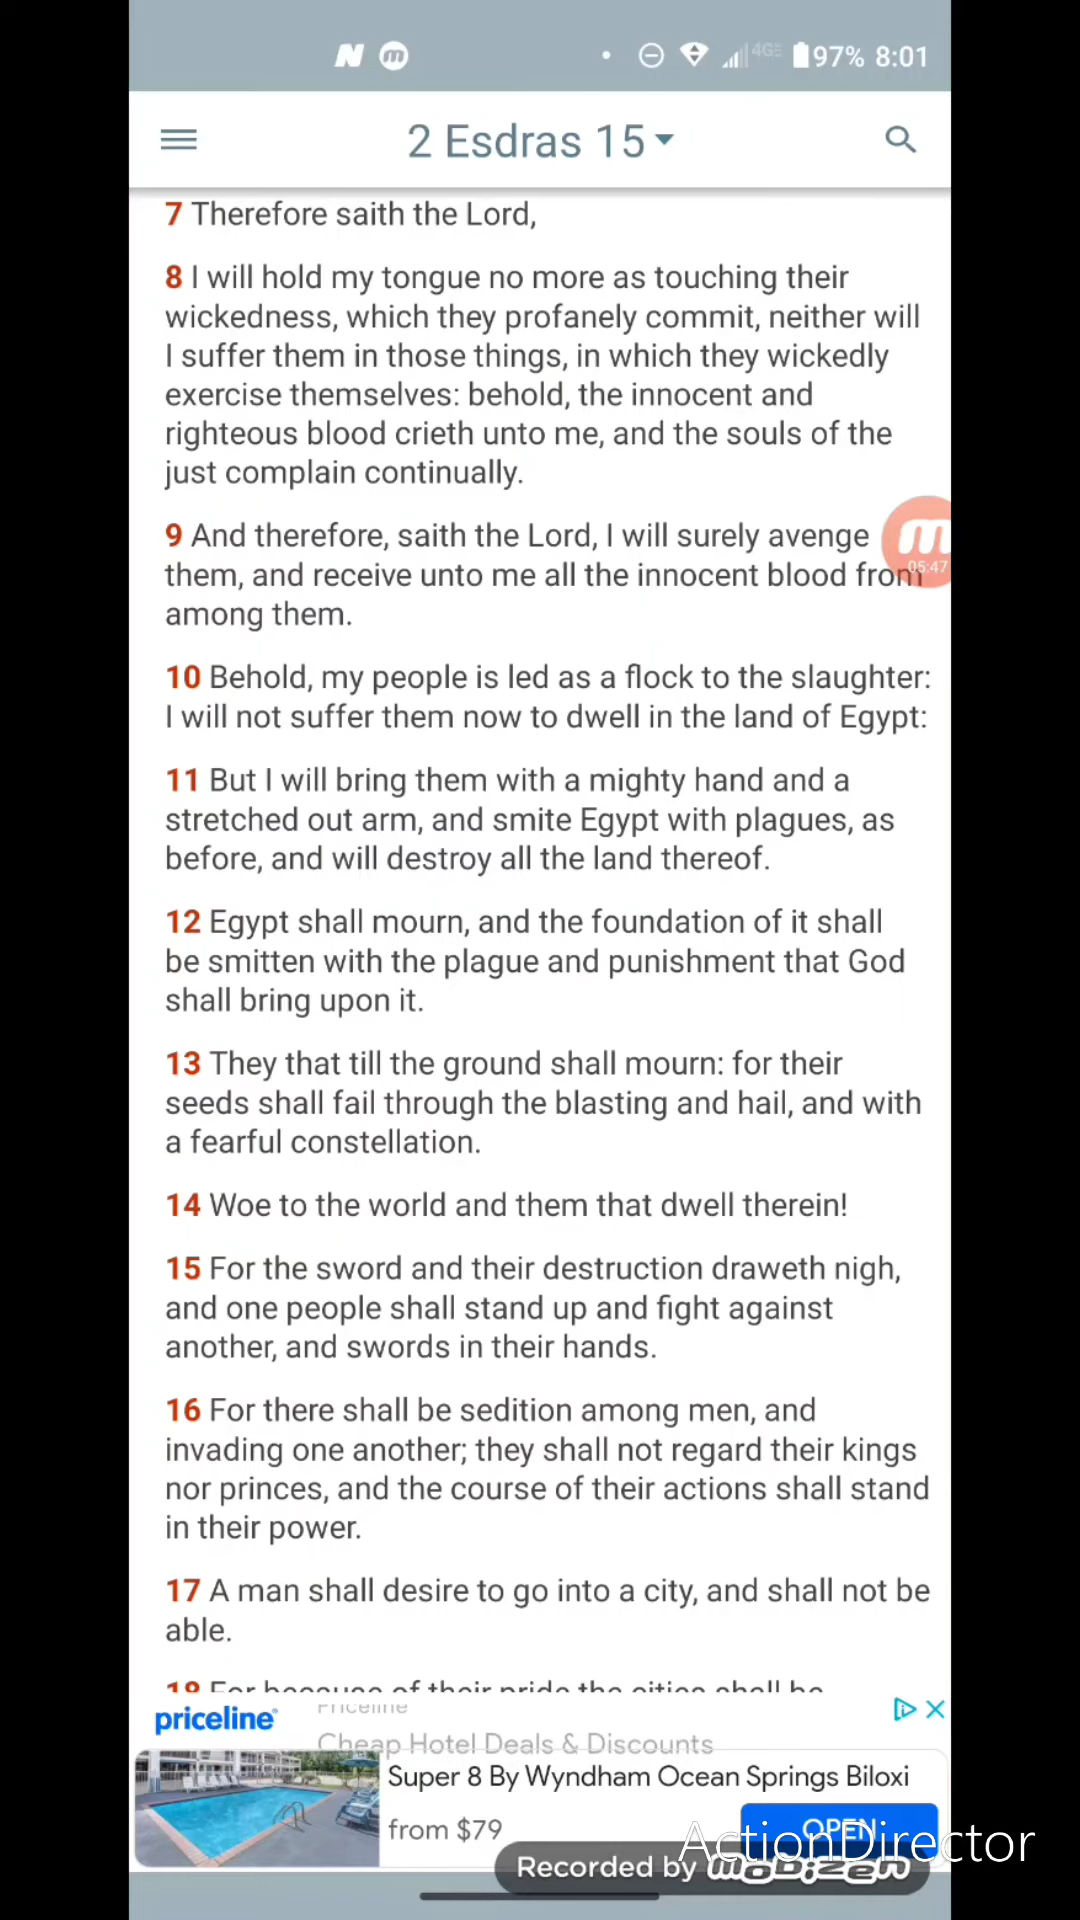 97% 8:01
2 Esdras 15
7 Therefore saith the Lord,
8 I will hold my tongue no more as touching their
wickedness, which they profanely commit, neither will
I suffer them in those things, in which they wickedly
exercise themselves: behold, the innocent and
righteous blood crieth unto me, and the souls of the
just complain continually.
9 And therefore, saith the Lord, I will surely avenge
them, and receive unto me all the innocent blood from
05:47
among them.
10 Behold, my people is led as a flock to the slaughter:
I will not suffer them now to dwell in the land of Egypt:
11 But I will bring them with a mighty hand and a
stretched out arm, and smite Egypt with plagues, as
before, and will destroy all the land thereof.
12 Egypt shall mourn, and the foundation of it shall
be smitten with the plague and punishment that God
shall bring upon it.
13 They that till the ground shall mourn: for their
seeds shall fail through the blasting and hail, and with
a fearful constellation.
14 Woe to the world and them that dwell therein!
15 For the sword and their destruction draweth nigh,
and one people shall stand up and fight against
another, and swords in their hands.
16 For there shall be sedition among men, and
invading one another; they shall not regard their kings
nor princes, and the course of their actions shall stand
in their power.
17 A man shall desire to go into a city, and shall not be
able.
18 For because of their pride the cities shall be
priceline
Priceline
Cheap Hotel Deals & Discounts
Super 8 By Wyndham Ocean Springs Biloxi
from $79
OPEN
ActionDirector
Recorded by mobizen